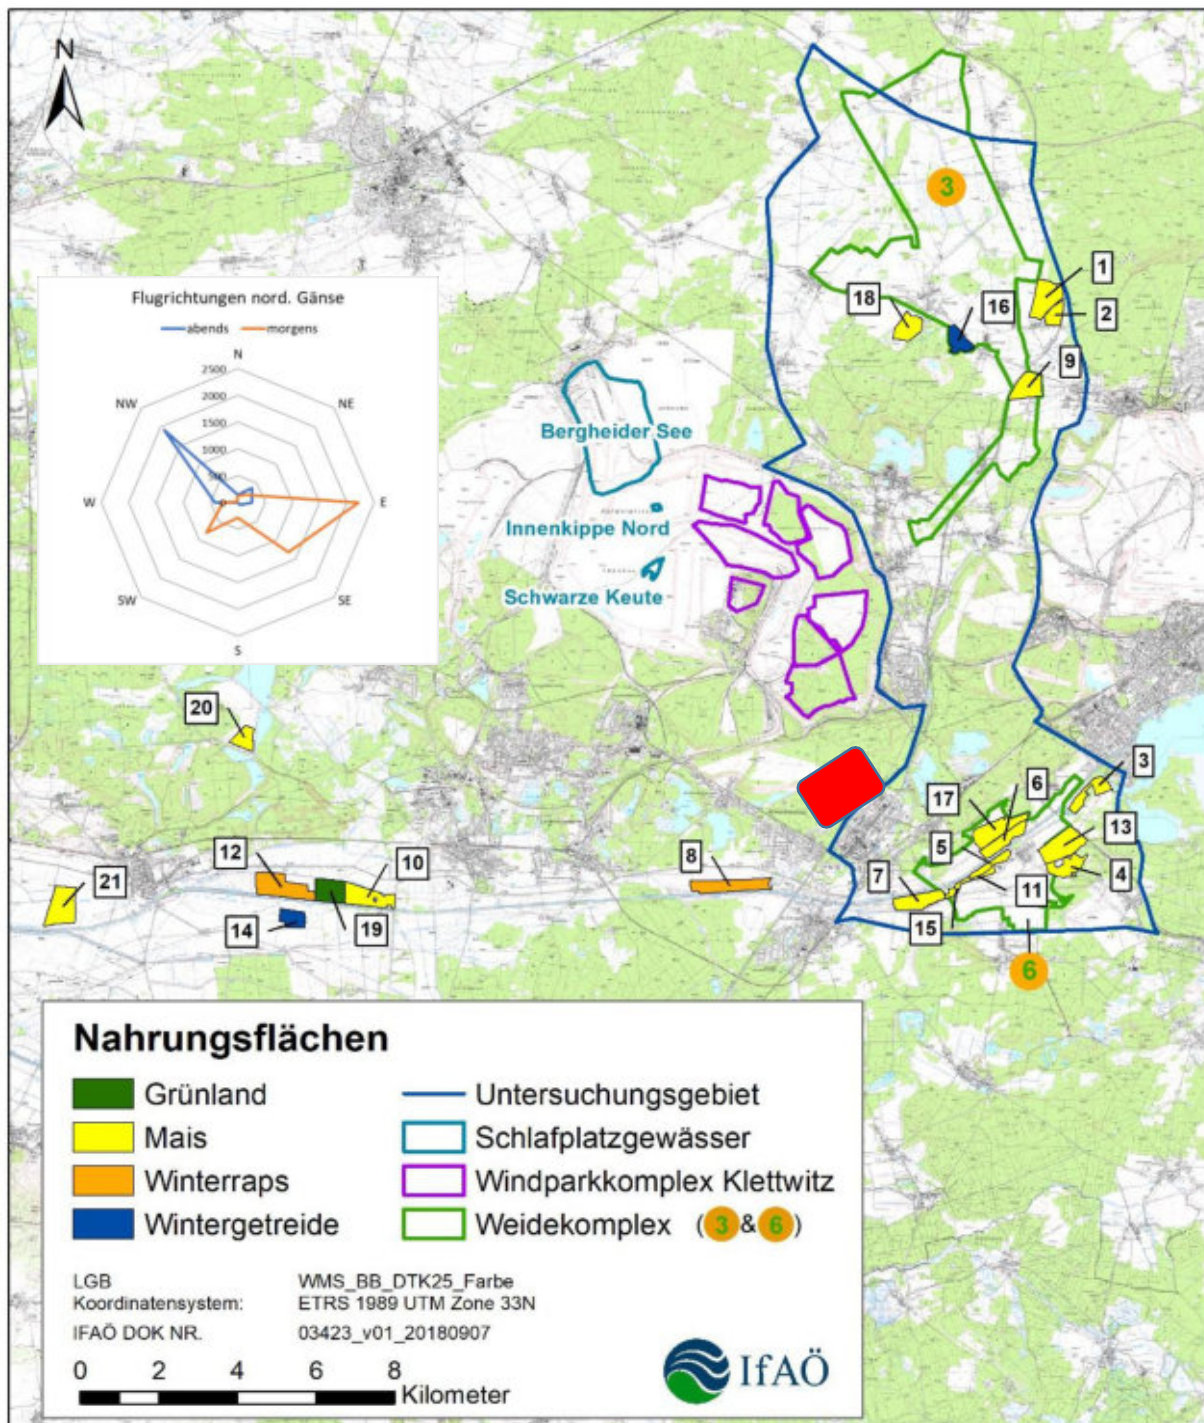 N
3
1
18
16
2
9
Flugrichtungen nord. Gänse
abends morgens
N
2500
NW
NE
2000
1500
1000
500
W
0
E
SW
SE
S
Bergheider See
Innenkippe Nord
Schwarze Keute
20
3
17
6
13
5
12
10
8
4
21
7
11
14
19
15
6
Nahrungsflächen
Grünland
Untersuchungsgebiet
Mais
Schlafplatzgewässer
Winterraps
Windparkkomplex Klettwitz
Wintergetreide
Weidekomplex (3&6)
LGB WMS_BB_DTK25_Farbe
Koordinatensystem: ETRS 1989 UTM Zone 33N
IFAÖ DOK NR. 03423_v01_20180907
0 2 4 6 8
Kilometer
IfAÖ